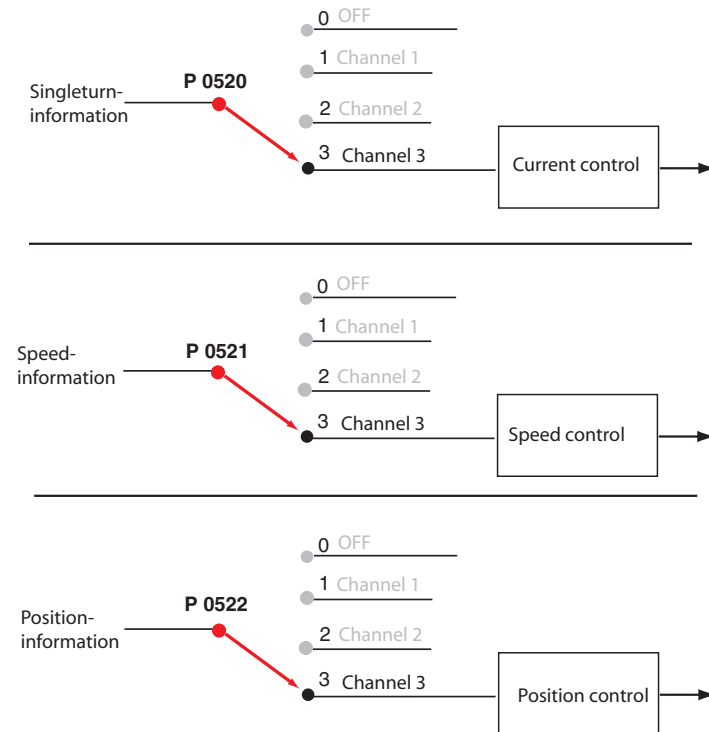 0 OFF
1 Channel 1
P 0520
Singleturn-
information
2 Channel 2
3 Channel 3
Current control
0 OFF
1 Channel 1
P 0521
Speed-
information
2 Channel 2
3 Channel 3
Speed control
0 OFF
1 Channel 1
P 0522
Position-
information
2 Channel 2
3 Channel 3
Position control